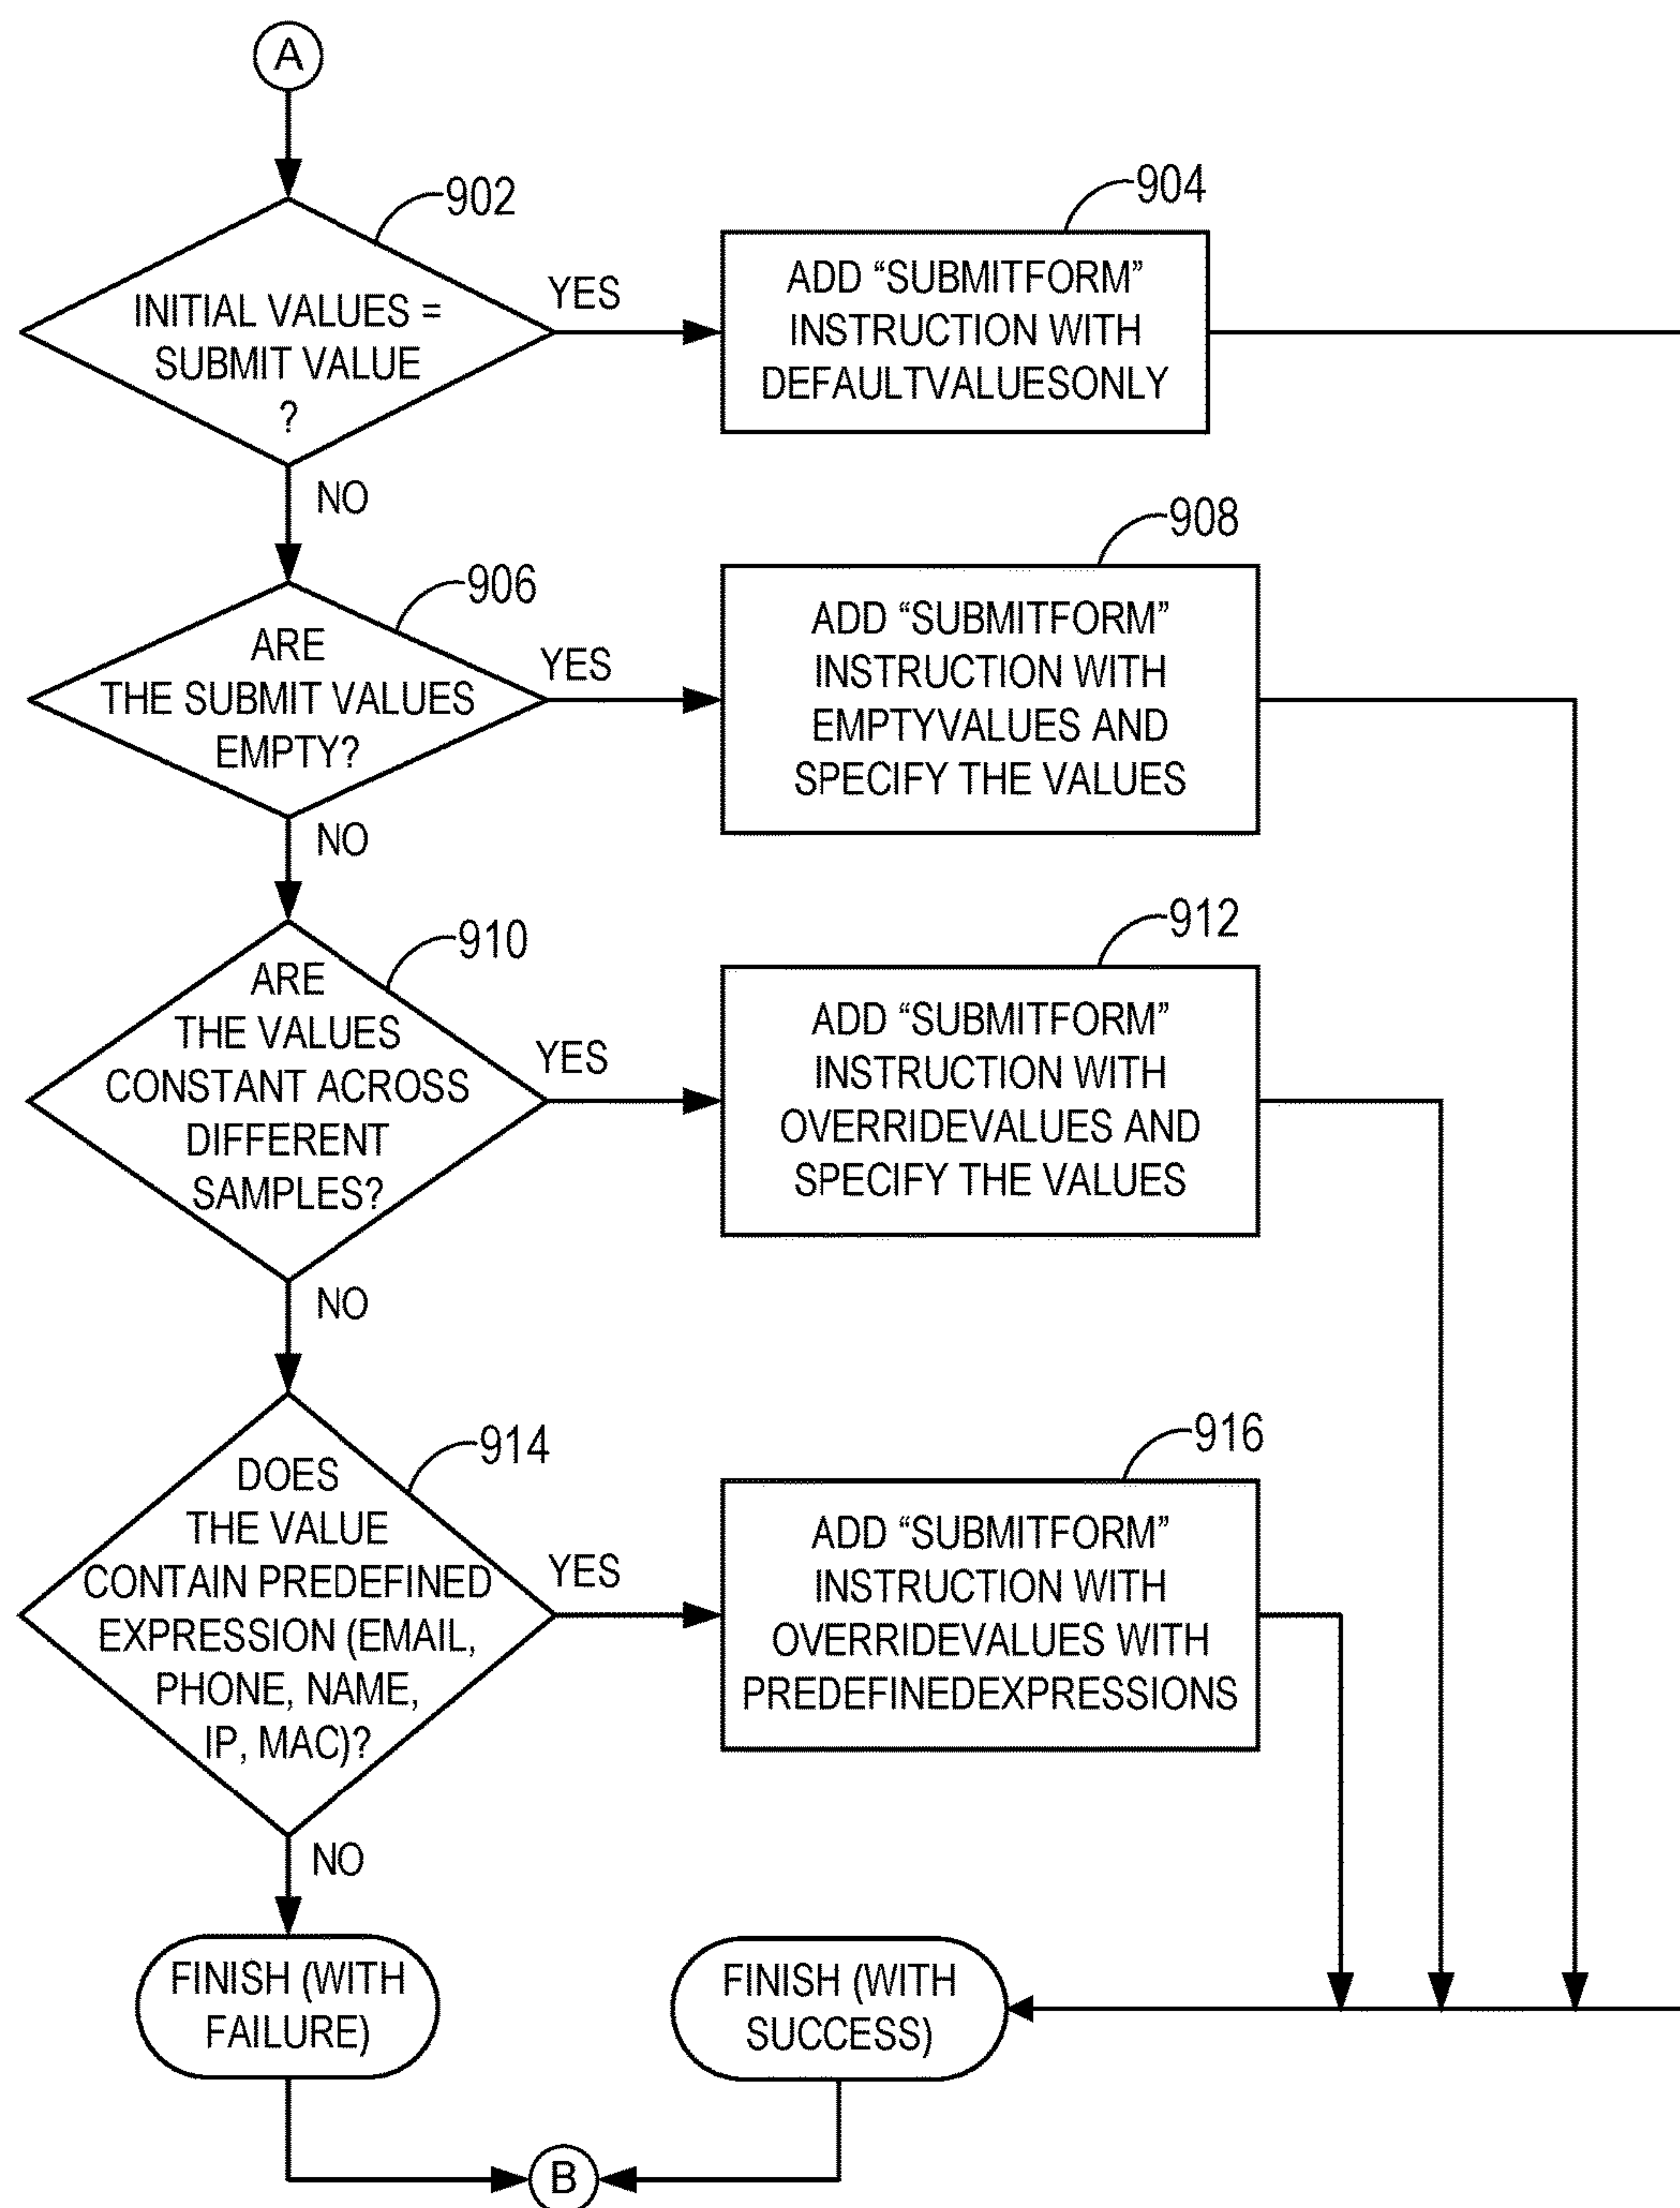 A
902
INITIAL VALUES =
SUBMIT VALUE
?
YES
904
ADD “SUBMITFORM”
INSTRUCTION WITH
DEFAULTVALUESONLY
NO
906
ARE
THE SUBMIT VALUES
EMPTY?
YES
908
ADD “SUBMITFORM”
INSTRUCTION WITH
EMPTYVALUES AND
SPECIFY THE VALUES
NO
910
ARE
THE VALUES
CONSTANT ACROSS
DIFFERENT
SAMPLES?
YES
912
ADD “SUBMITFORM”
INSTRUCTION WITH
OVERRIDEVALUES AND
SPECIFY THE VALUES
NO
914
DOES
THE VALUE
CONTAIN PREDEFINED
EXPRESSION (EMAIL,
PHONE, NAME,
IP, MAC)?
YES
916
ADD “SUBMITFORM”
INSTRUCTION WITH
OVERRIDEVALUES WITH
PREDEFINEDEXPRESSIONS
NO
FINISH (WITH
FAILURE)
FINISH (WITH
SUCCESS)
B